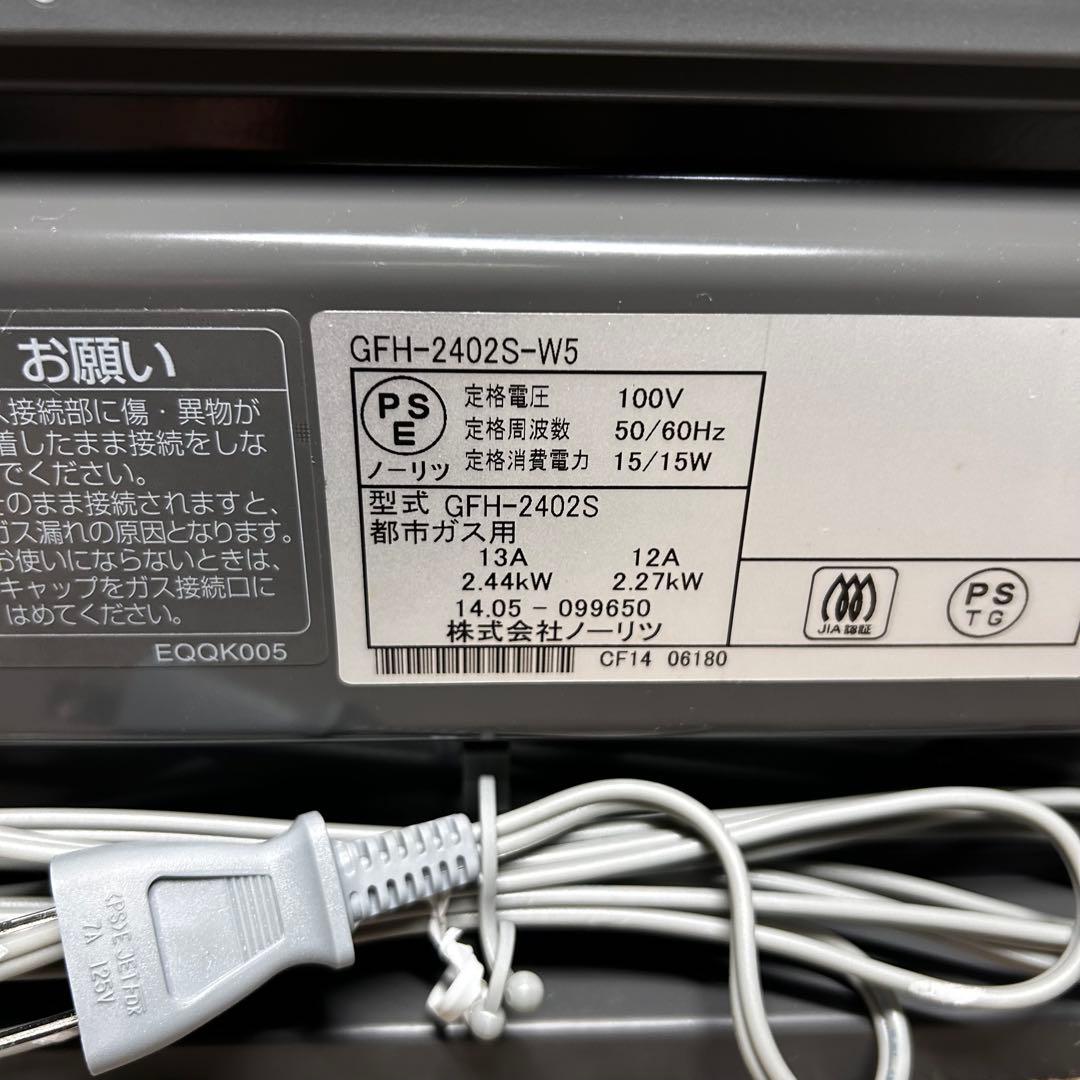 お願い
接続部に傷・異物が
着したまま接続をしな
でください。
のまま接続されますと、
ガス漏れの原因となります。
お使いにならないときは、
キャップをガス接続口に
はめてください。
EQQK005
GFH-2402S-W5
PS
E
ノーリツ
定格電圧 100V
定格周波数 50/60Hz
定格消費電力 15/15W
型式 GFH-2402S
都市ガス用
13A 12A
2.44kW 2.27kW
14.05 - 099650
株式会社ノーリツ
CF14 06180
JIA 認証
PS
TG
<PS>E JET
7A 125V